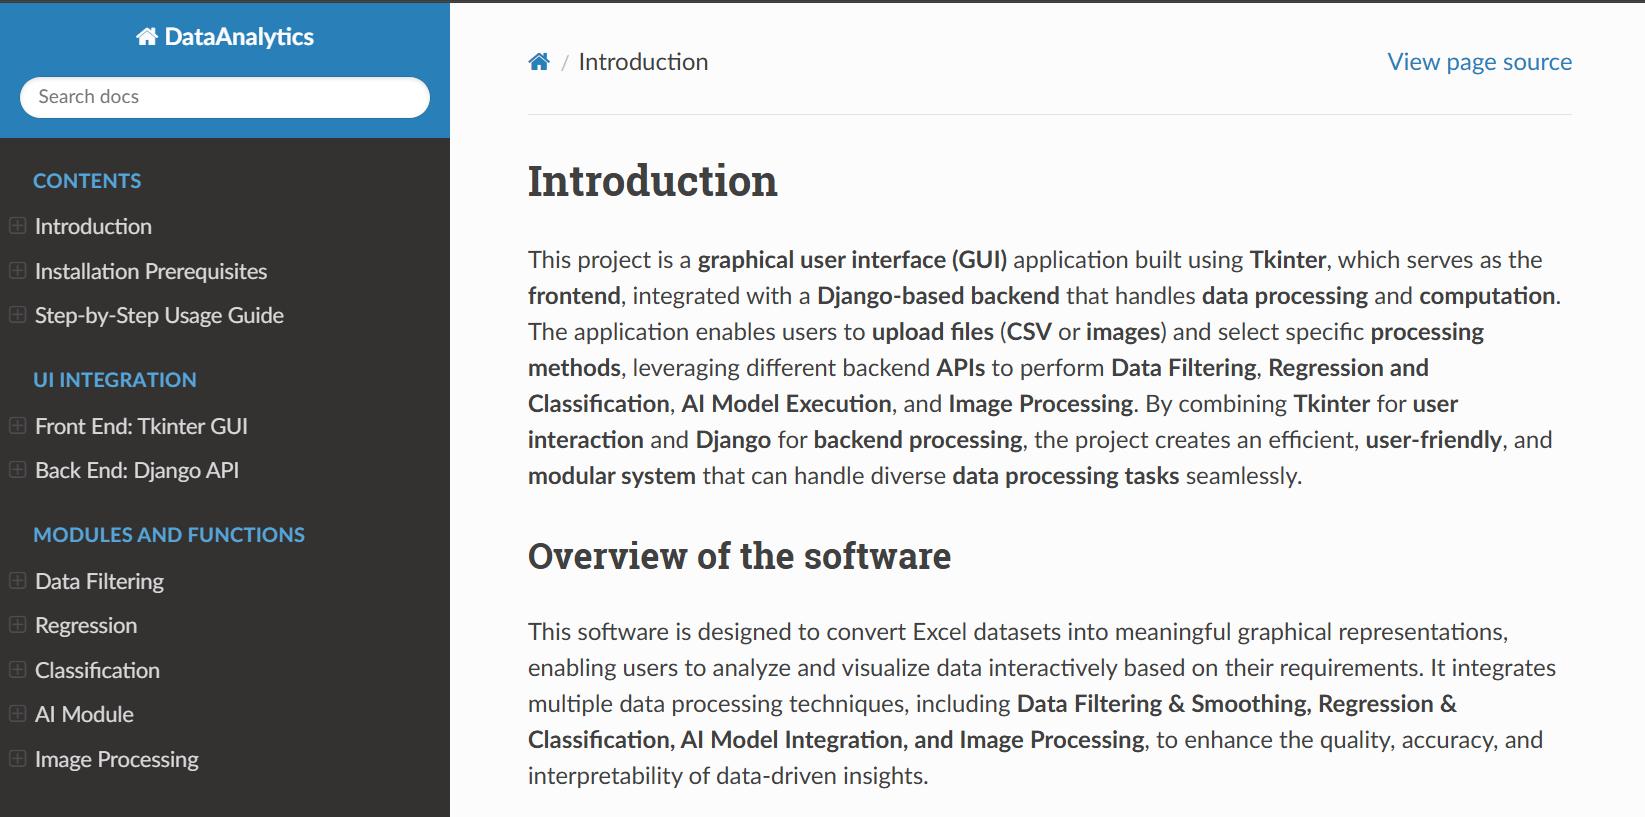 DataAnalytics
Search docs
CONTENTS
Introduction
Installation Prerequisites
Step-by-Step Usage Guide
UI INTEGRATION
Front End: Tkinter GUI
Back End: Django API
MODULES AND FUNCTIONS
Data Filtering
Regression
Classification
AI Module
Image Processing
/ Introduction
View page source
Introduction
This project is a graphical user interface (GUI) application built using Tkinter, which serves as the
frontend, integrated with a Django-based backend that handles data processing and computation.
The application enables users to upload files (CSV or images) and select specific processing
methods, leveraging different backend APIs to perform Data Filtering, Regression and
Classification, AI Model Execution, and Image Processing. By combining Tkinter for user
interaction and Django for backend processing, the project creates an efficient, user-friendly, and
modular system that can handle diverse data processing tasks seamlessly.
Overview of the software
This software is designed to convert Excel datasets into meaningful graphical representations,
enabling users to analyze and visualize data interactively based on their requirements. It integrates
multiple data processing techniques, including Data Filtering & Smoothing, Regression &
Classification, AI Model Integration, and Image Processing, to enhance the quality, accuracy, and
interpretability of data-driven insights.